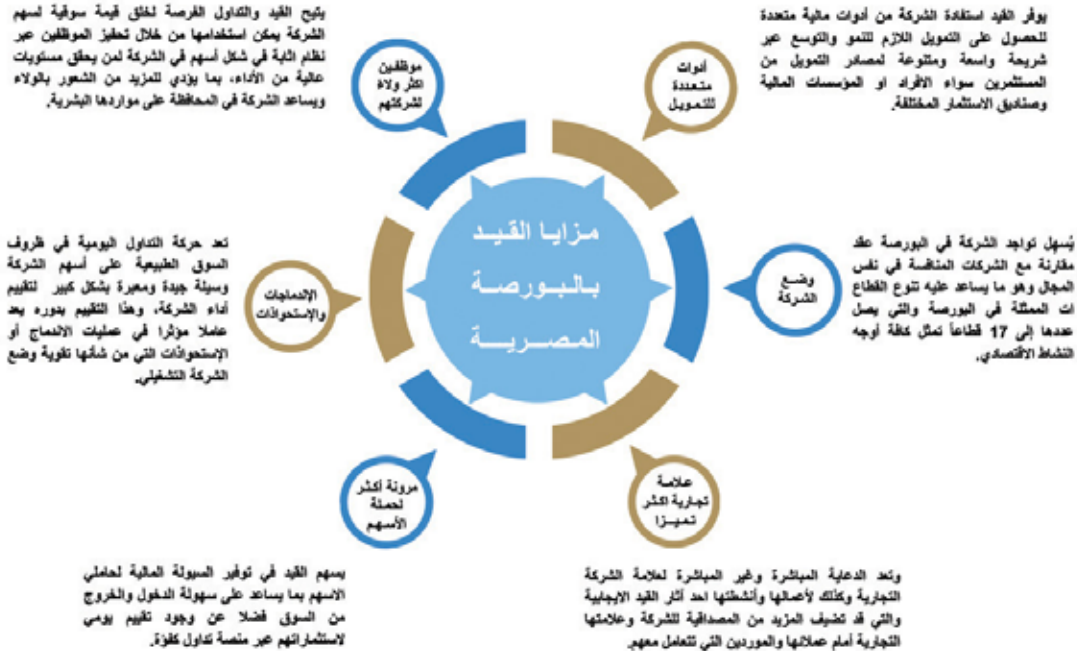 مزايا القيد
بالبورصة
المصرية
أدوات
متعددة
للتمويل
يوفر القيد استفادة الشركة من أدوات مالية متعددة
للحصول على التمويل اللازم للنمو والتوسع عبر
شريحة واسعة ومتنوعة لمصادر التمويل من
المستثمرين سواء الأفراد او المؤسسات المالية
وصناديق الاستثمار المختلفة.
وضع
الشركة
يُسهل تواجد الشركة في البورصة عقد
مقارنة مع الشركات المنافسة في نفس
المجال وهو ما يساعد عليه تنوع القطاع
ات الممثلة في البورصة والتي يصل
عددها إلى 17 قطاعاً تمثل كافة أوجه
النشاط الاقتصادي.
علامة
تجارية اكثر
تميزا
وتعد الدعاية المباشرة وغير المباشرة لعلامة الشركة
التجارية وكذلك لأعمالها وأنشطتها احد أثار القيد الايجابية
والتي قد تضيف المزيد من المصداقية للشركة وعلامتها
التجارية أمام عملائها والموردين التي تتعامل معهم.
مرونة أكثر
لحملة
الأسهم
يسهم القيد في توفير السيولة المالية لحاملي
الاسهم بما يساعد على سهولة الدخول والخروج
من السوق فضلا عن وجود تقييم يومي
لاستثماراتهم عبر منصة تداول كفؤة.
الإندماجات
والإستحواذات
تعد حركة التداول اليومية في ظروف
السوق الطبيعية على أسهم الشركة
وسيلة جيدة ومعبرة بشكل كبير لتقييم
أداء الشركة، وهذا التقييم بدوره يعد
عاملا مؤثرا في عمليات الاندماج أو
الإستحواذات التي من شأنها تقوية وضع
الشركة التشغيلي.
موظفين
اكثر ولاءً
لشركتهم
يتيح القيد والتداول الفرصة لخلق قيمة سوقية لسهم
الشركة يمكن استخدامها من خلال تحفيز الموظفين عبر
نظام اثابة في شكل أسهم في الشركة لمن يحقق مستويات
عالية من الأداء، بما يؤدي للمزيد من الشعور بالولاء
ويساعد الشركة في المحافظة على مواردها البشرية.